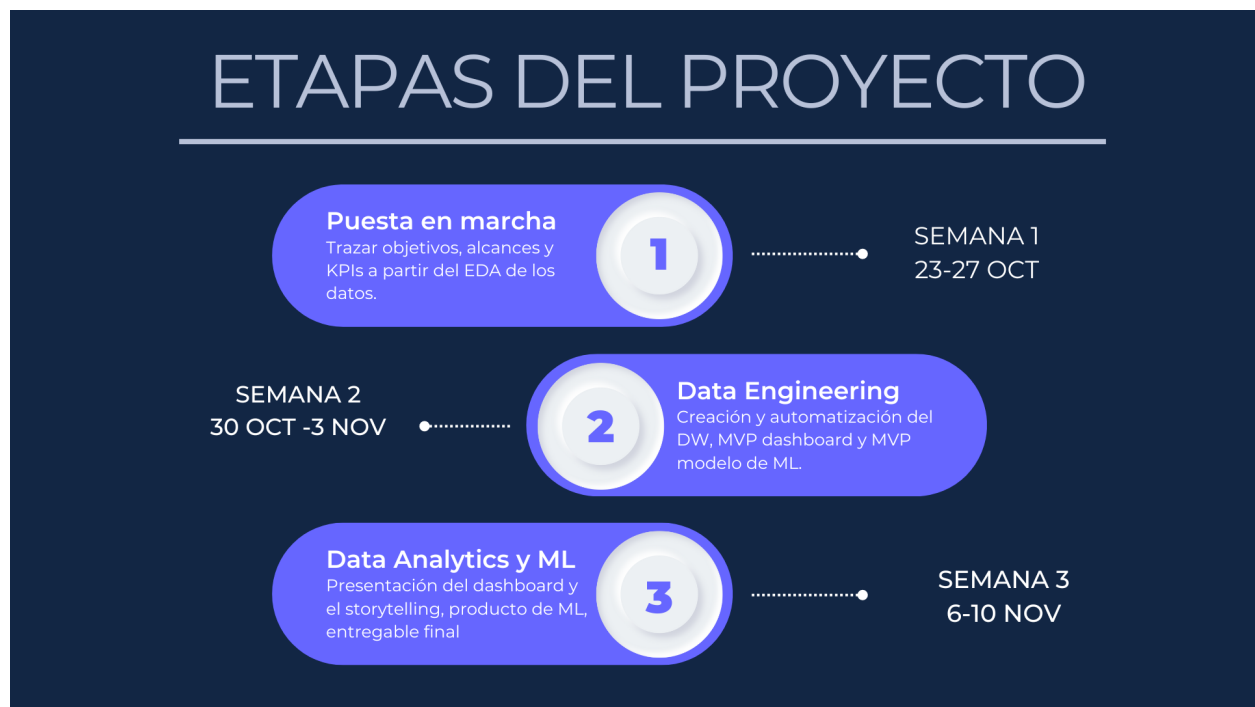 ETAPAS DEL PROYECTO
Puesta en marcha
Trazar objetivos, alcances y
KPIs a partir del EDA de los
datos.
1
SEMANA 1
23-27 OCT
SEMANA 2
30 OCT -3 NOV
2
Data Engineering
Creación y automatización del
DW, MVP dashboard y MVP
modelo de ML.
Data Analytics y ML
Presentación del dashboard y
el storytelling, producto de ML,
entregable final
3
SEMANA 3
6-10 NOV